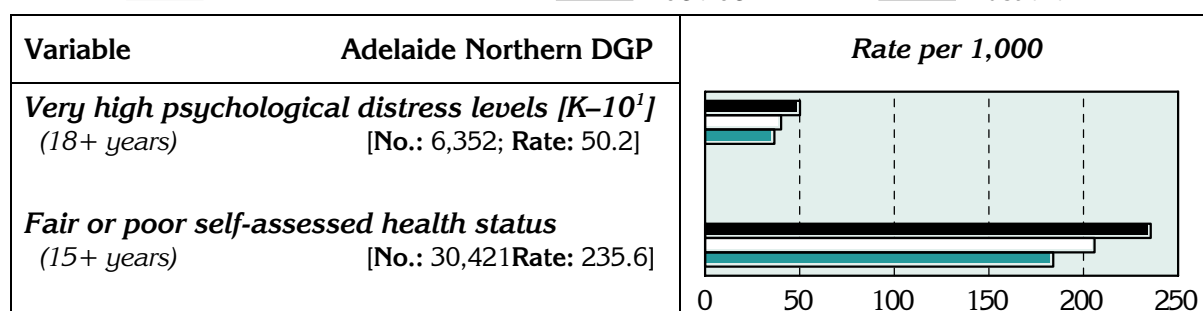 Variable Adelaide Northern DGP Rate per 1,000
Very high psychological distress levels [K–10¹]
(18+ years) [No.: 6,352; Rate: 50.2]
Fair or poor self-assessed health status
(15+ years) [No.: 30,421Rate: 235.6]
0 50 100 150 200 250